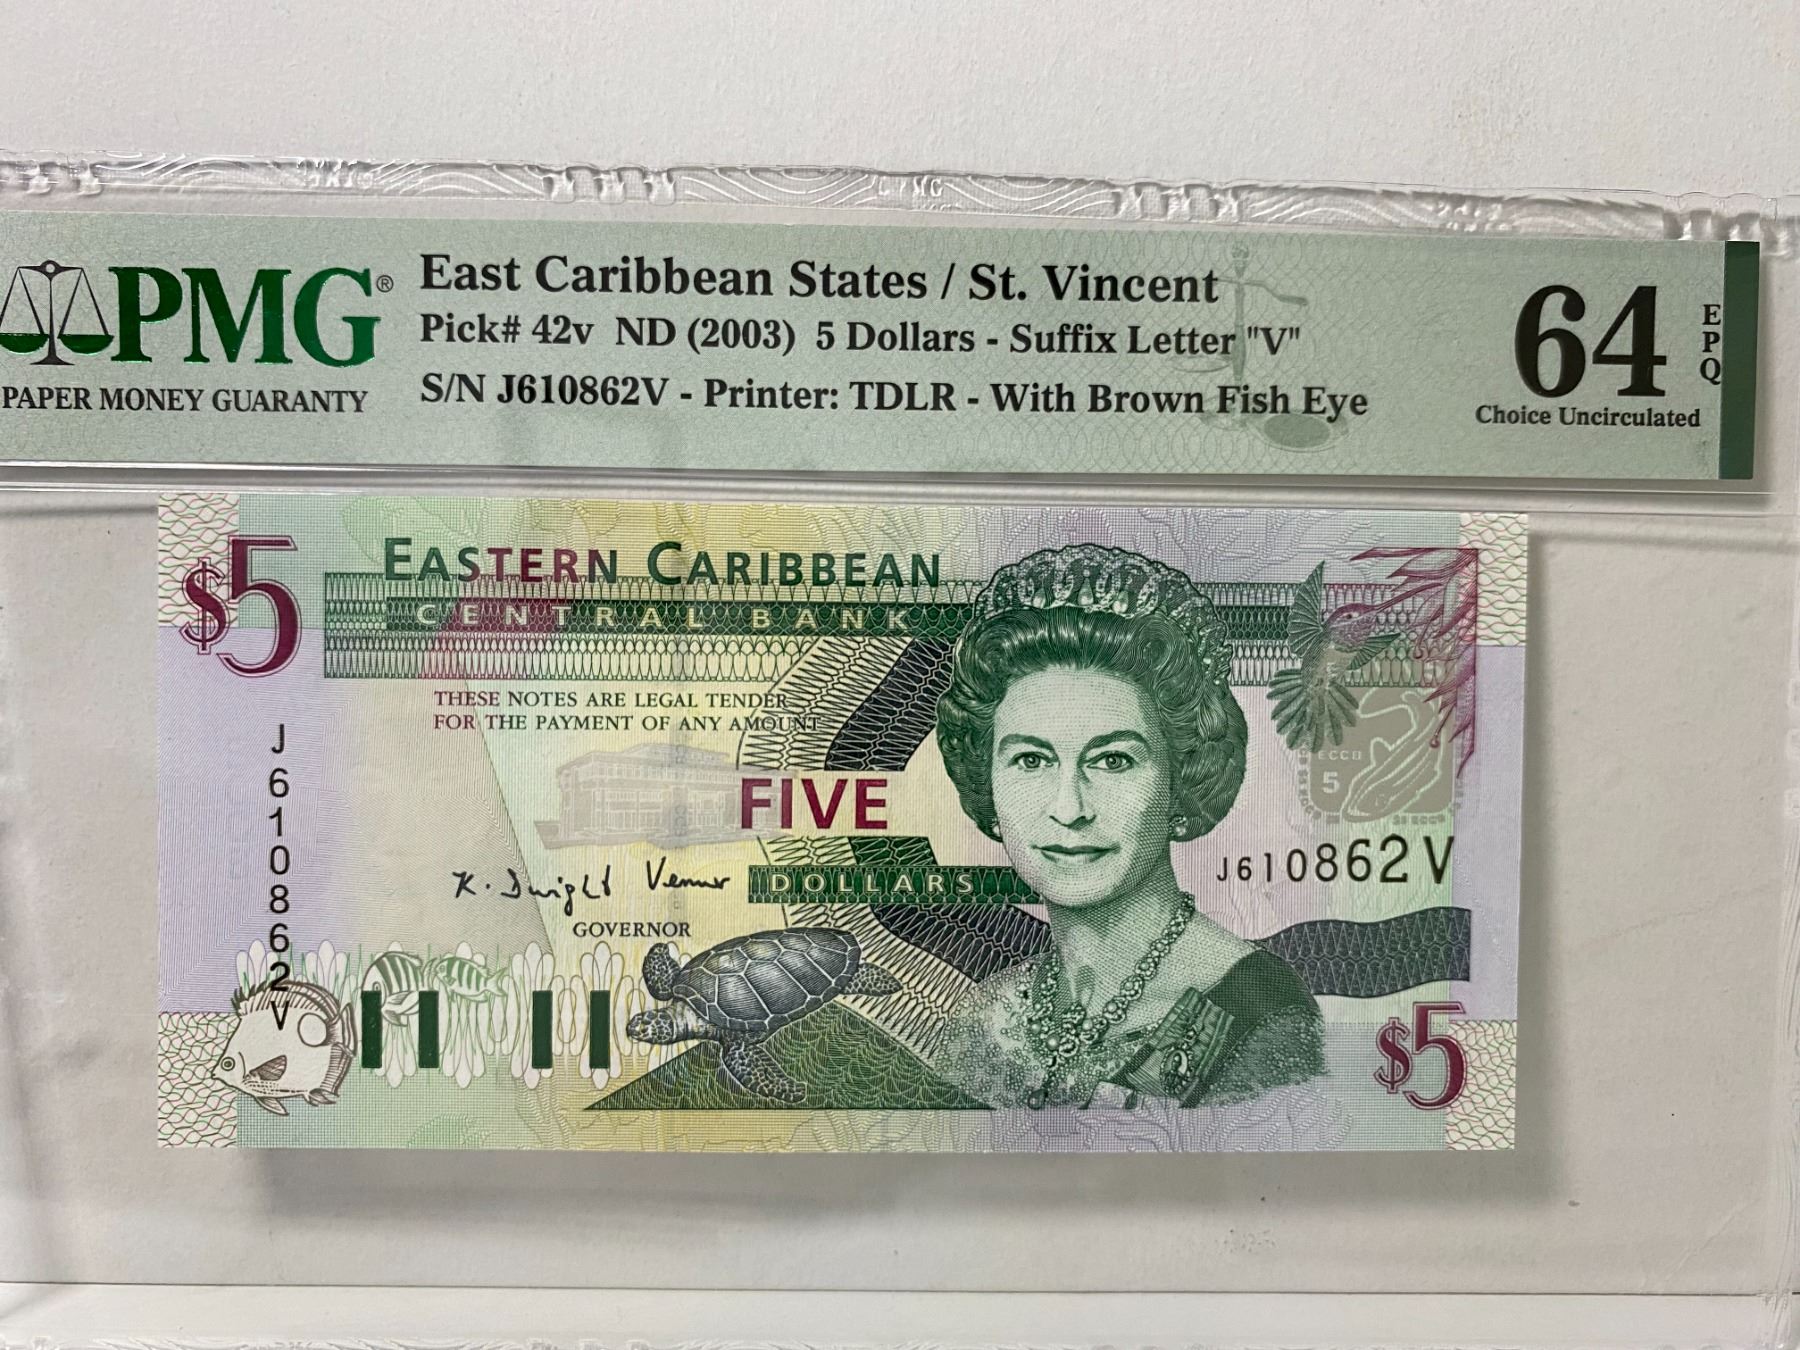 PMG®
PAPER MONEY GUARANTY
East Caribbean States / St. Vincent
Pick# 42v ND (2003) 5 Dollars - Suffix Letter "V"
S/N J610862V - Printer: TDLR - With Brown Fish Eye
64
EPQ
Choice Uncirculated
$5
EASTERN CARIBBEAN
CENTRAL BANK
THESE NOTES ARE LEGAL TENDER
FOR THE PAYMENT OF ANY AMOUNT
J610862V
FIVE
DOLLARS
K. Dwight Venner
GOVERNOR
ECCB
5
J610862V
$5